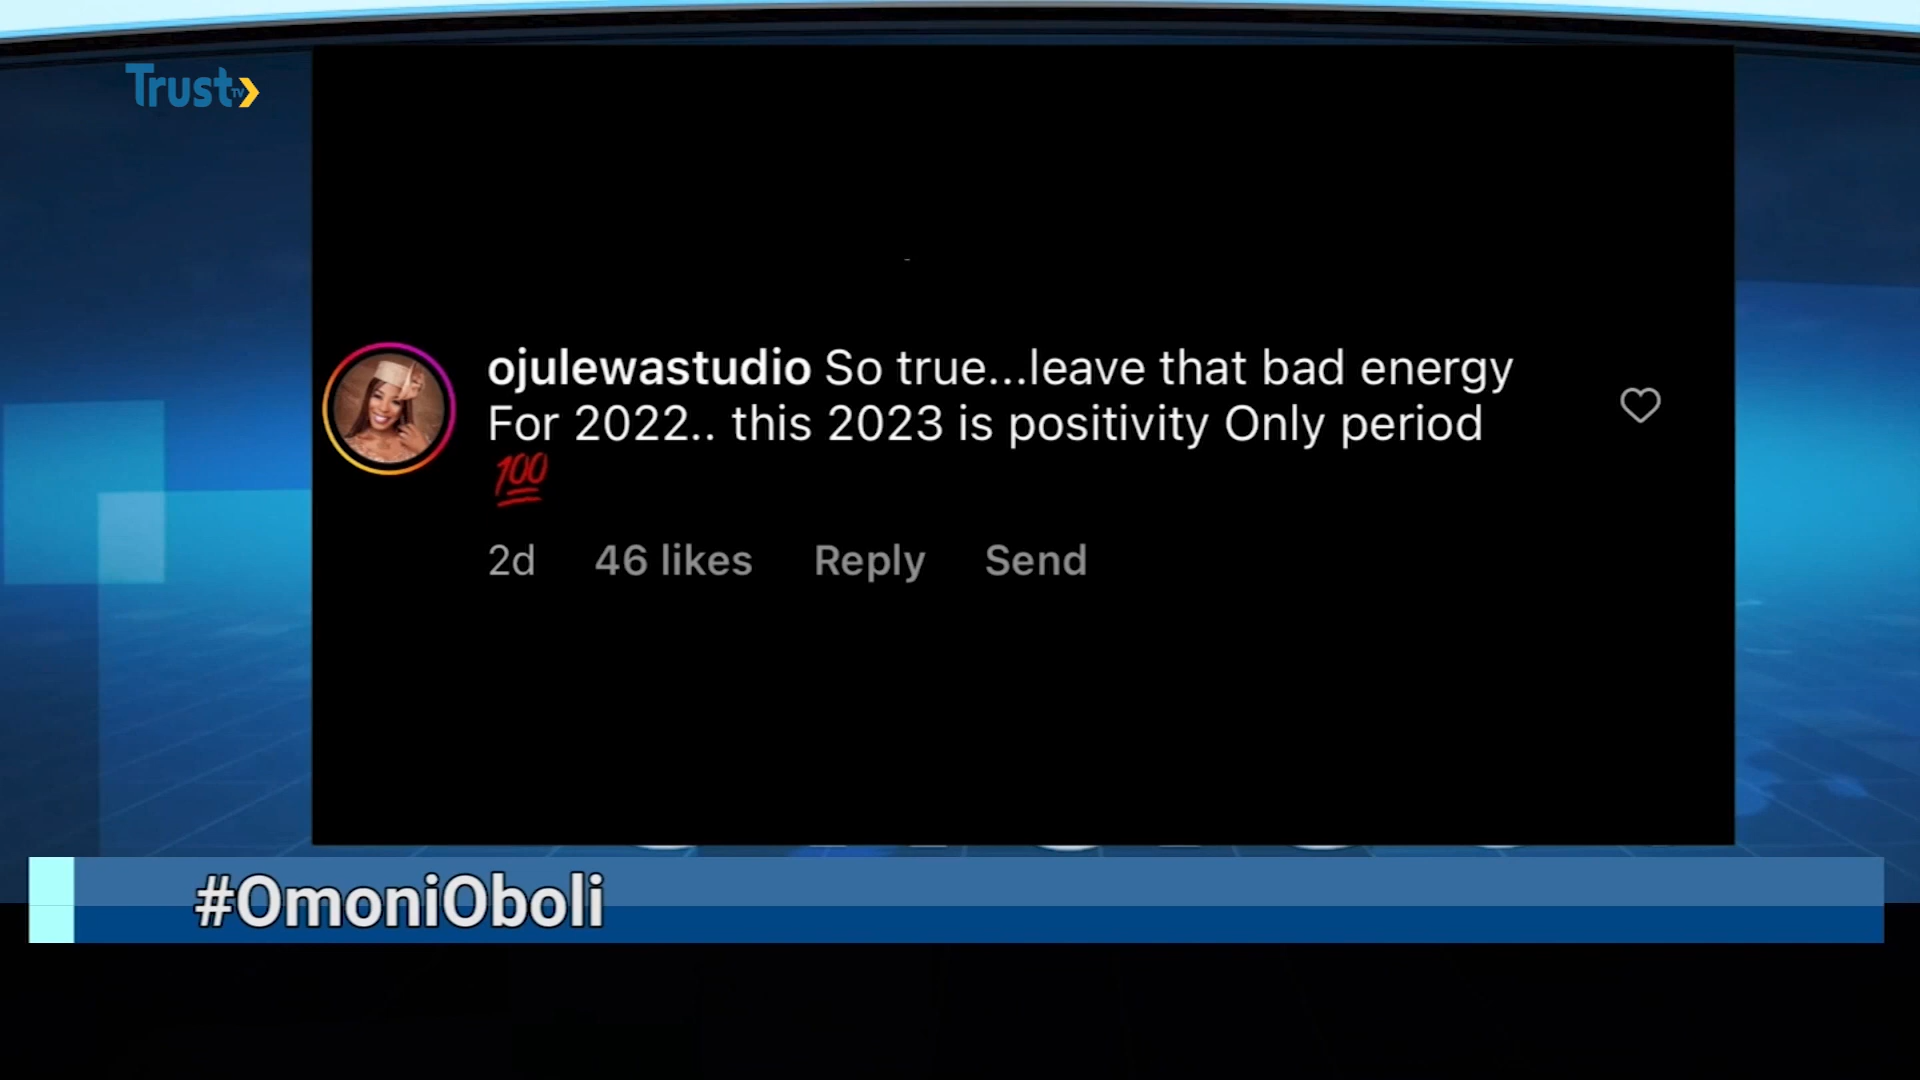 Trust TV
ojulewastudio So true...leave that bad energy
For 2022.. this 2023 is positivity Only period
💯
2d 46 likes Reply Send
#OmoniOboli